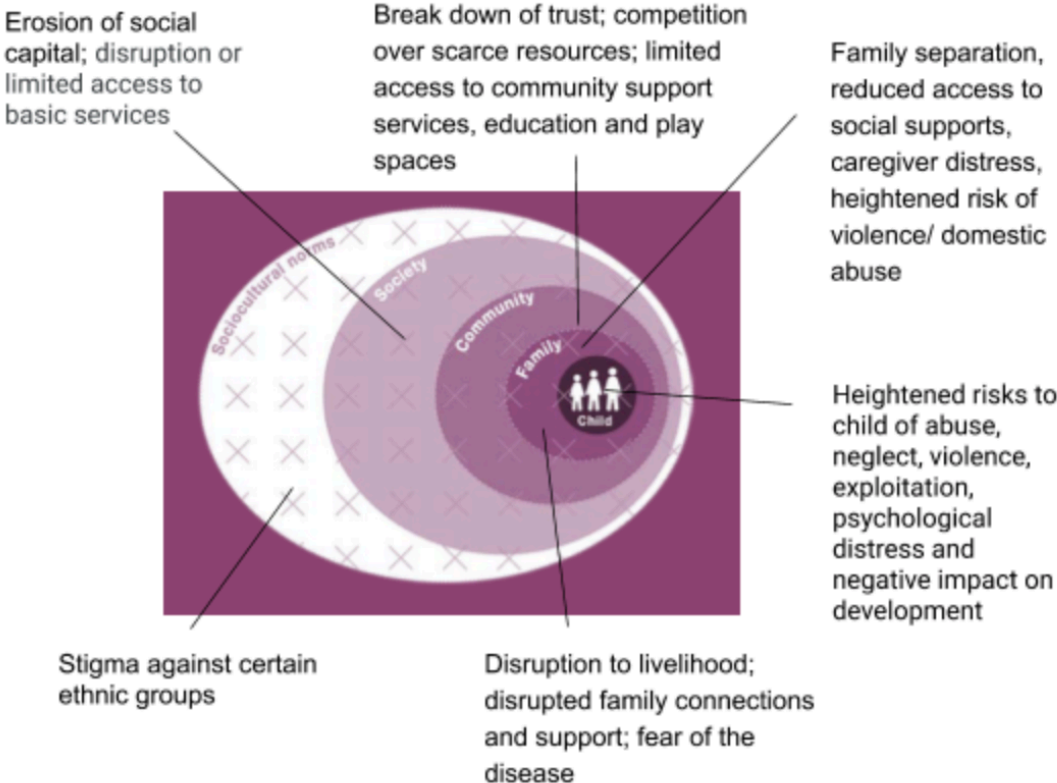 Erosion of social
capital; disruption or
limited access to
basic services
Break down of trust; competition
over scarce resources; limited
access to community support
services, education and play
spaces
Family separation,
reduced access to
social supports,
caregiver distress,
heightened risk of
violence/ domestic
abuse
Sociocultural norms
Society
Community
Family
Child
Heightened risks to
child of abuse,
neglect, violence,
exploitation,
psychological
distress and
negative impact on
development
Stigma against certain
ethnic groups
Disruption to livelihood;
disrupted family connections
and support; fear of the
disease